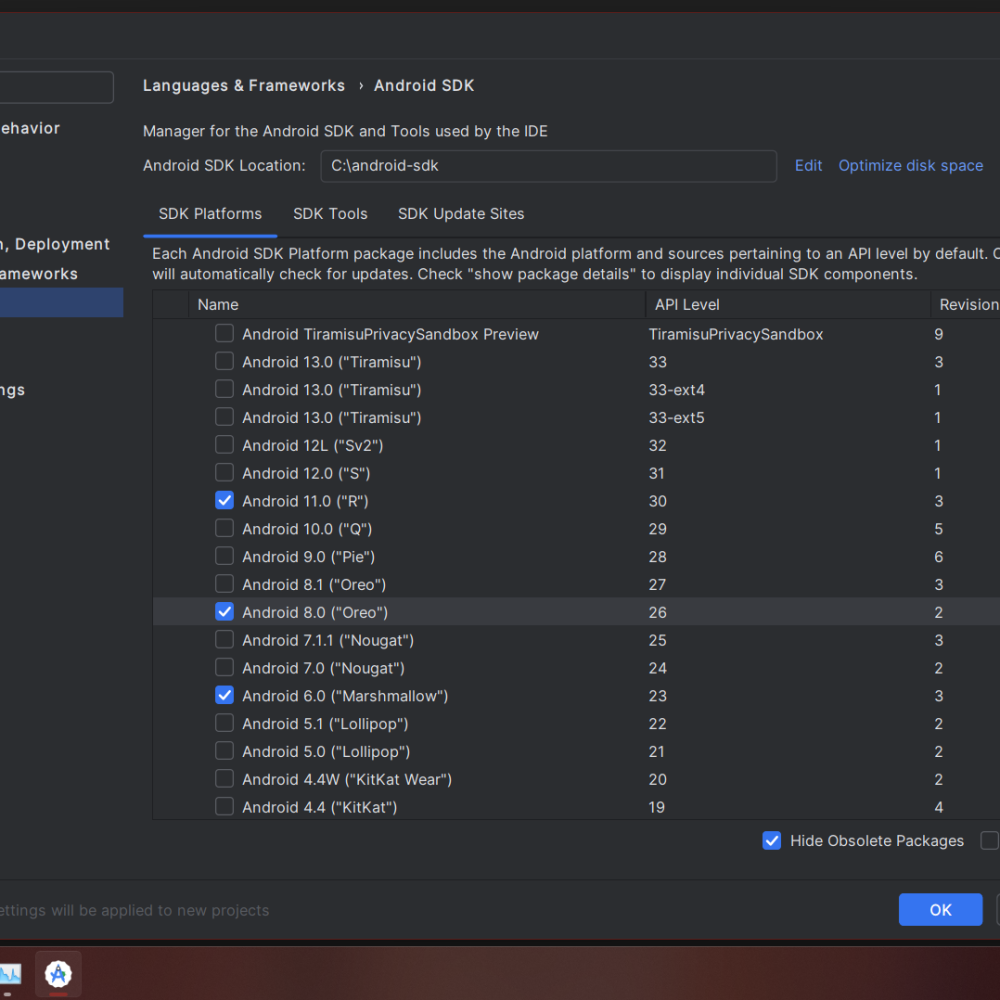 Languages & Frameworks › Android SDK
ehavior
Manager for the Android SDK and Tools used by the IDE
Android SDK Location: C:\android-sdk Edit Optimize disk space
SDK Platforms SDK Tools SDK Update Sites
n, Deployment
Each Android SDK Platform package includes the Android platform and sources pertaining to an API level by default. O
ameworks
will automatically check for updates. Check "show package details" to display individual SDK components.
Name API Level Revision
Android TiramisuPrivacySandbox Preview TiramisuPrivacySandbox 9
Android 13.0 ("Tiramisu") 33 3
ngs
Android 13.0 ("Tiramisu") 33-ext4 1
Android 13.0 ("Tiramisu") 33-ext5 1
Android 12L ("Sv2") 32 1
Android 12.0 ("S") 31 1
Android 11.0 ("R") 30 3
Android 10.0 ("Q") 29 5
Android 9.0 ("Pie") 28 6
Android 8.1 ("Oreo") 27 3
Android 8.0 ("Oreo") 26 2
Android 7.1.1 ("Nougat") 25 3
Android 7.0 ("Nougat") 24 2
Android 6.0 ("Marshmallow") 23 3
Android 5.1 ("Lollipop") 22 2
Android 5.0 ("Lollipop") 21 2
Android 4.4W ("KitKat Wear") 20 2
Android 4.4 ("KitKat") 19 4
Hide Obsolete Packages
ettings will be applied to new projects
OK